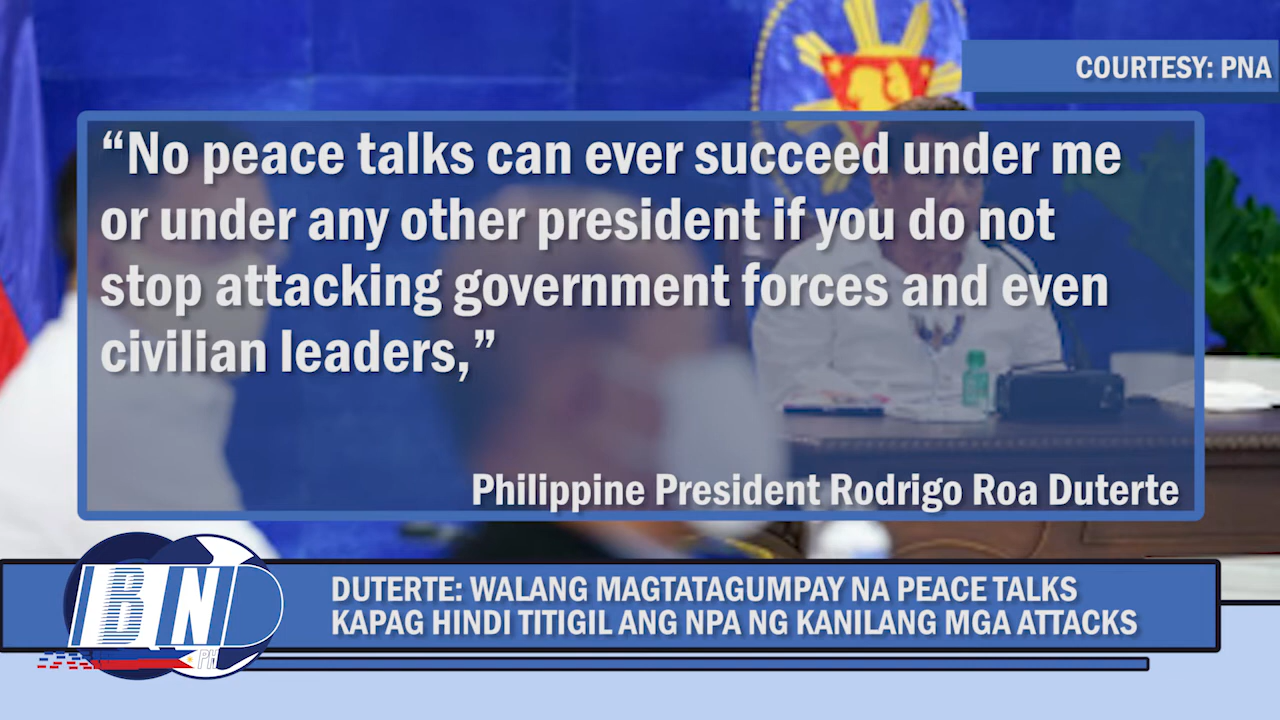 COURTESY: PNA
“No peace talks can ever succeed under me
or under any other president if you do not
stop attacking government forces and even
civilian leaders,”
Philippine President Rodrigo Roa Duterte
DUTERTE: WALANG MAGTATAGUMPAY NA PEACE TALKS
KAPAG HINDI TITIGIL ANG NPA NG KANILANG MGA ATTACKS
BN
PH